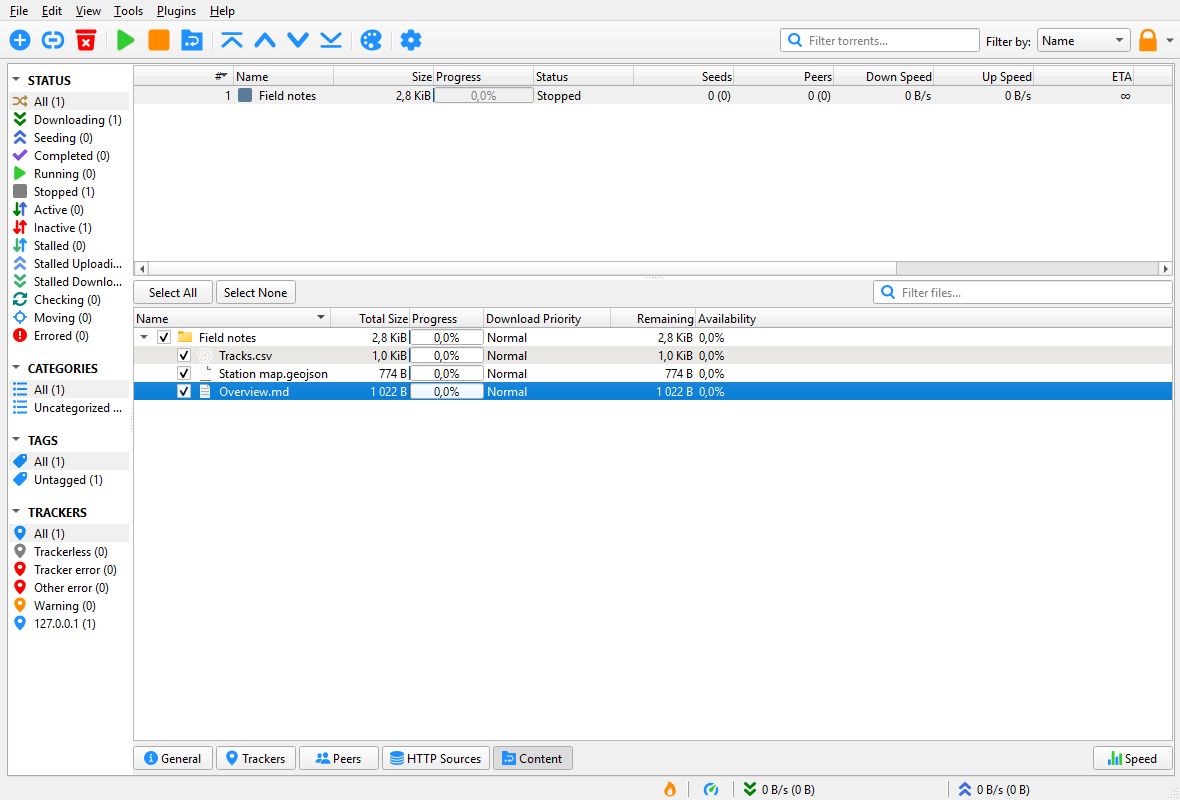 File Edit View Tools Plugins Help
Filter torrents... Filter by: Name
STATUS
All (1)
Downloading (1)
Seeding (0)
Completed (0)
Running (0)
Stopped (1)
Active (0)
Inactive (1)
Stalled (0)
Stalled Uploadi...
Stalled Downlo...
Checking (0)
Moving (0)
Errored (0)
CATEGORIES
All (1)
Uncategorized ...
TAGS
All (1)
Untagged (1)
TRACKERS
All (1)
Trackerless (0)
Tracker error (0)
Other error (0)
Warning (0)
127.0.0.1 (1)
# Name Size Progress Status Seeds Peers Down Speed Up Speed ETA
1 Field notes 2,8 KiB 0,0% Stopped 0 (0) 0 (0) 0 B/s 0 B/s ∞
Select All Select None Filter files...
Name Total Size Progress Download Priority Remaining Availability
Field notes 2,8 KiB 0,0% Normal 2,8 KiB 0,0%
Tracks.csv 1,0 KiB 0,0% Normal 1,0 KiB 0,0%
Station map.geojson 774 B 0,0% Normal 774 B 0,0%
Overview.md 1 022 B 0,0% Normal 1 022 B 0,0%
General Trackers Peers HTTP Sources Content Speed
0 B/s (0 B) 0 B/s (0 B)